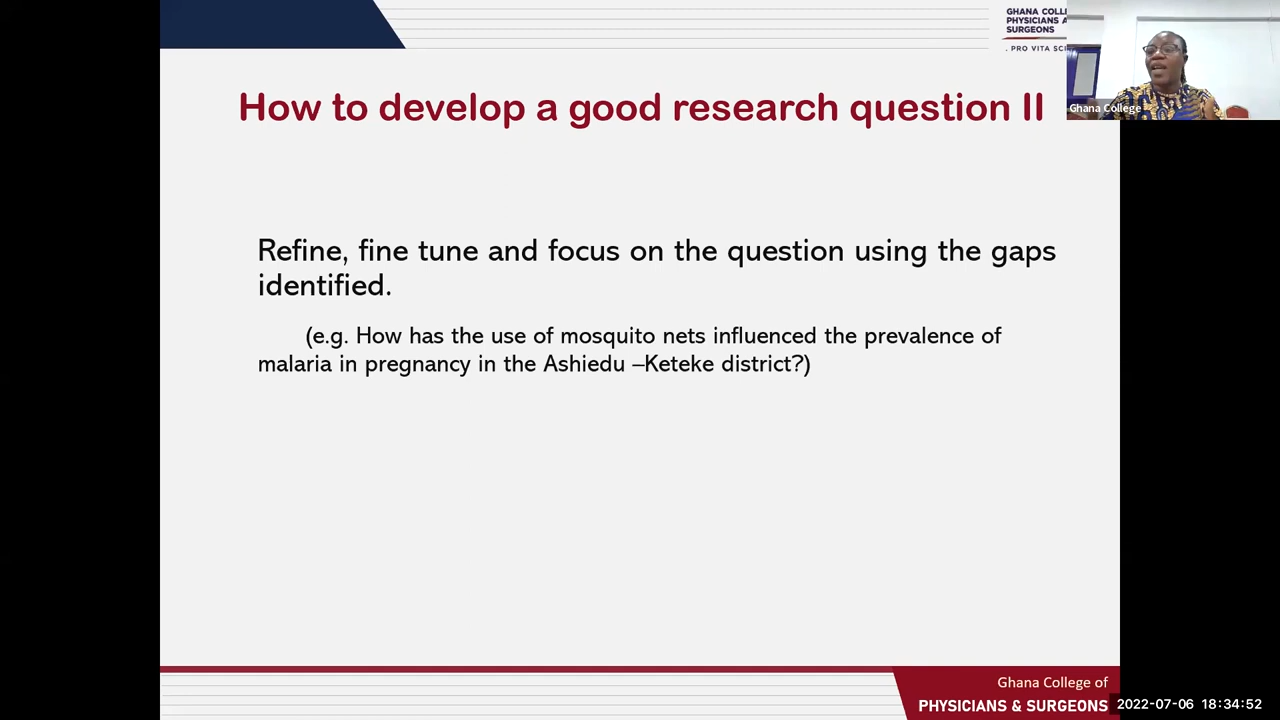 GHANA COLL
PHYSICIANS A
SURGEONS
. PRO VITA SCI
Ghana College
How to develop a good research question II
Refine, fine tune and focus on the question using the gaps
identified.
(e.g. How has the use of mosquito nets influenced the prevalence of
malaria in pregnancy in the Ashiedu –Keteke district?)
Ghana College of
PHYSICIANS & SURGEONS
2022-07-06 18:34:52